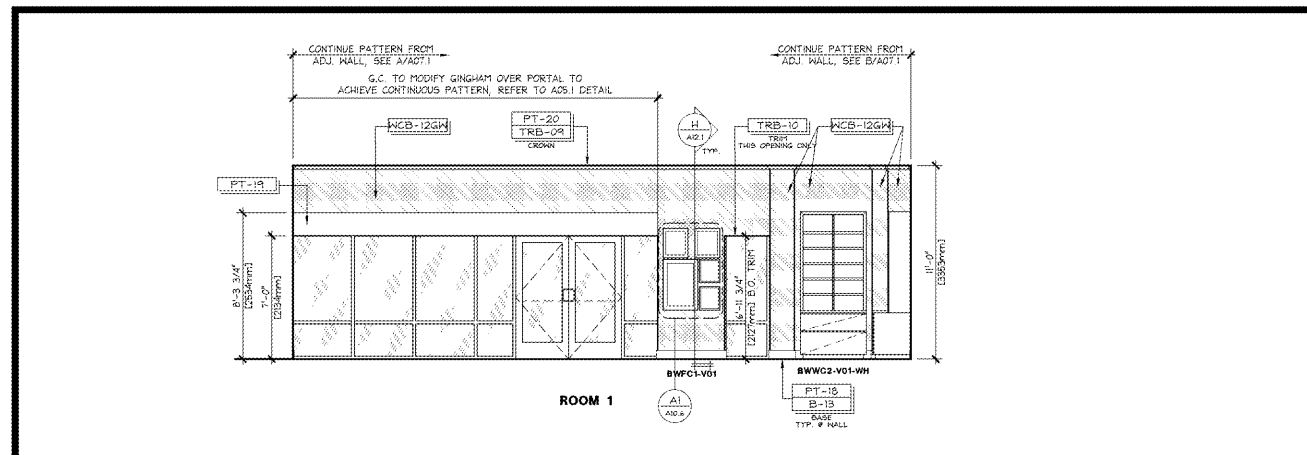 CONTINUE PATTERN FROM
ADJ. WALL, SEE A/A07.1
CONTINUE PATTERN FROM
ADJ. WALL, SEE B/A07.1
G.C. TO MODIFY GINGHAM OVER PORTAL TO
ACHIEVE CONTINUOUS PATTERN, REFER TO A05.1 DETAIL
WCB-12GW
PT-20
TRB-09
CROWN
H
A12.1
TYP.
TRB-10
TRIM
THIS OPENING ONLY
WCB-12GW
PT-19
8'-3 3/4"
[2534mm]
7'-0"
[2134mm]
6'-11 3/4" B.O. TRIM
[2127mm]
11'-0"
[3353mm]
BWFC1-V01
BWWC2-V01-WH
ROOM 1
A1
A10.6
PT-18
B-13
BASE
TYP. @ WALL